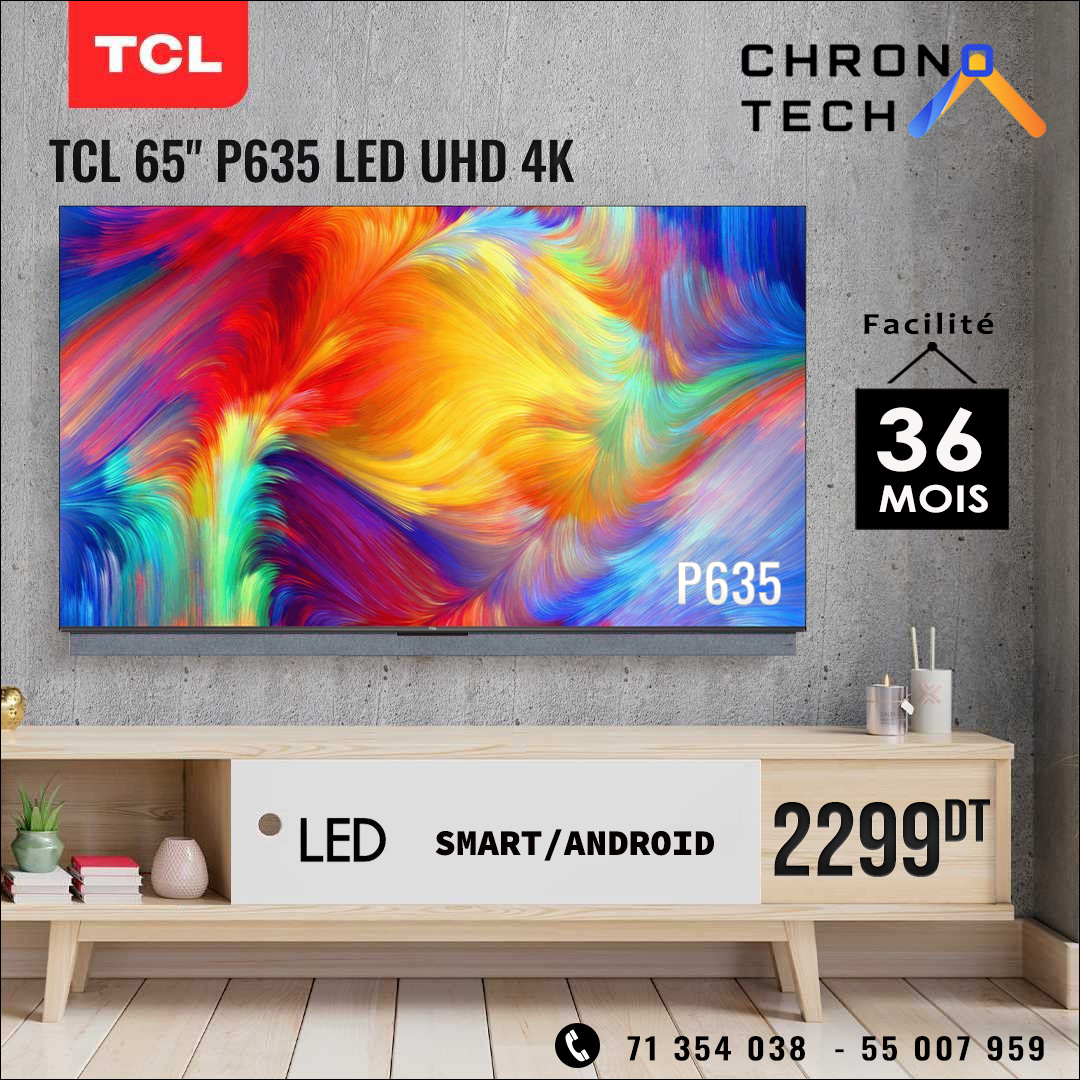 TCL
CHRONO
TECH
TCL 65" P635 LED UHD 4K
Facilité
36
MOIS
P635
TCL
LED
SMART/ANDROID
2299DT
71 354 038 - 55 007 959